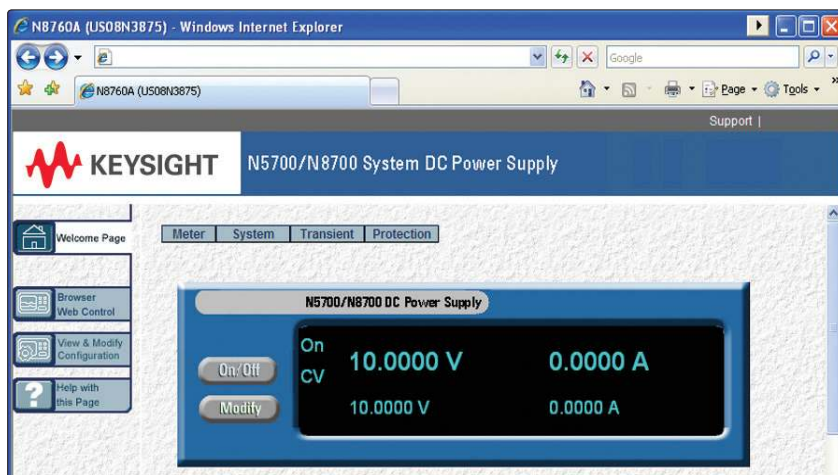 N8760A (US08N3875) - Windows Internet Explorer
Google
N8760A (US08N3875)
Page Tools
Support |
KEYSIGHT N5700/N8700 System DC Power Supply
Welcome Page
Meter System Transient Protection
Browser
Web Control
View & Modify
Configuration
Help with
this Page
N5700/N8700 DC Power Supply
On/Off
Modify
On
CV
10.0000 V 0.0000 A
10.0000 V 0.0000 A